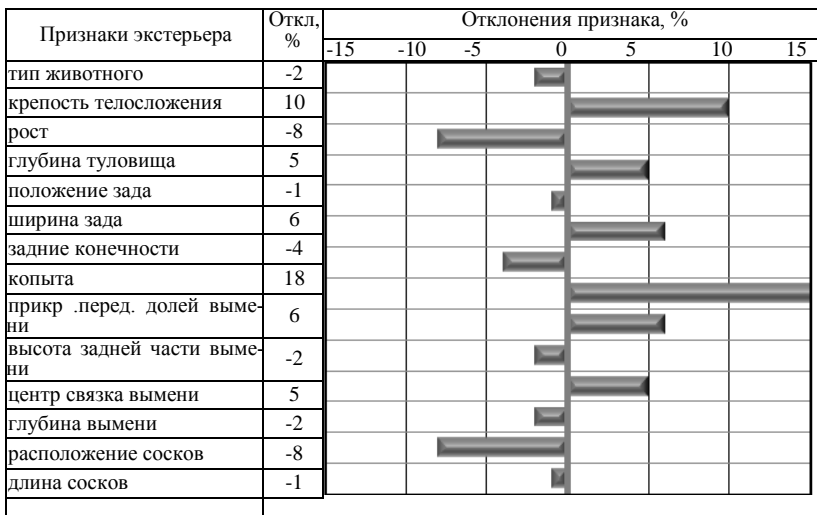 Признаки экстерьера Откл, % Отклонения признака, %
-15 -10 -5 0 5 10 15
тип животного -2
крепость телосложения 10
рост -8
глубина туловища 5
положение зада -1
ширина зада 6
задние конечности -4
копыта 18
прикр .перед. долей выме-
ни 6
высота задней части выме-
ни -2
центр связка вымени 5
глубина вымени -2
расположение сосков -8
длина сосков -1